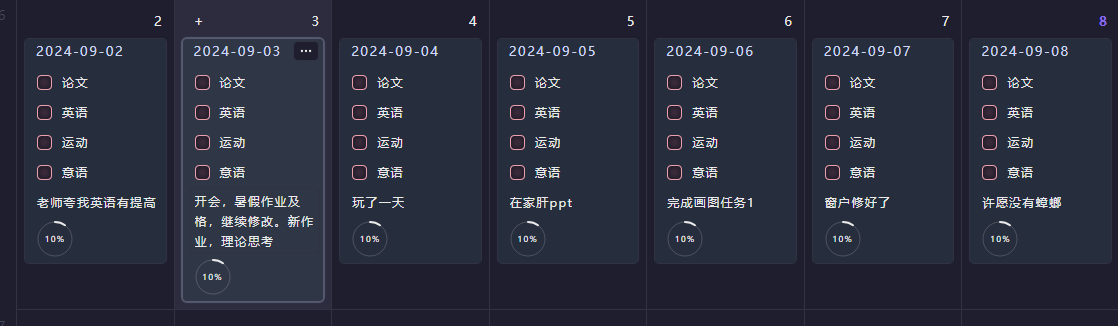 6
2
+ 3
4
5
6
7
8
2024-09-02
论文
英语
运动
意语
老师夸我英语有提高
10%
2024-09-03 ···
论文
英语
运动
意语
开会，暑假作业及
格，继续修改。新作
业，理论思考
10%
2024-09-04
论文
英语
运动
意语
玩了一天
10%
2024-09-05
论文
英语
运动
意语
在家肝ppt
10%
2024-09-06
论文
英语
运动
意语
完成画图任务1
10%
2024-09-07
论文
英语
运动
意语
窗户修好了
10%
2024-09-08
论文
英语
运动
意语
许愿没有蟑螂
10%